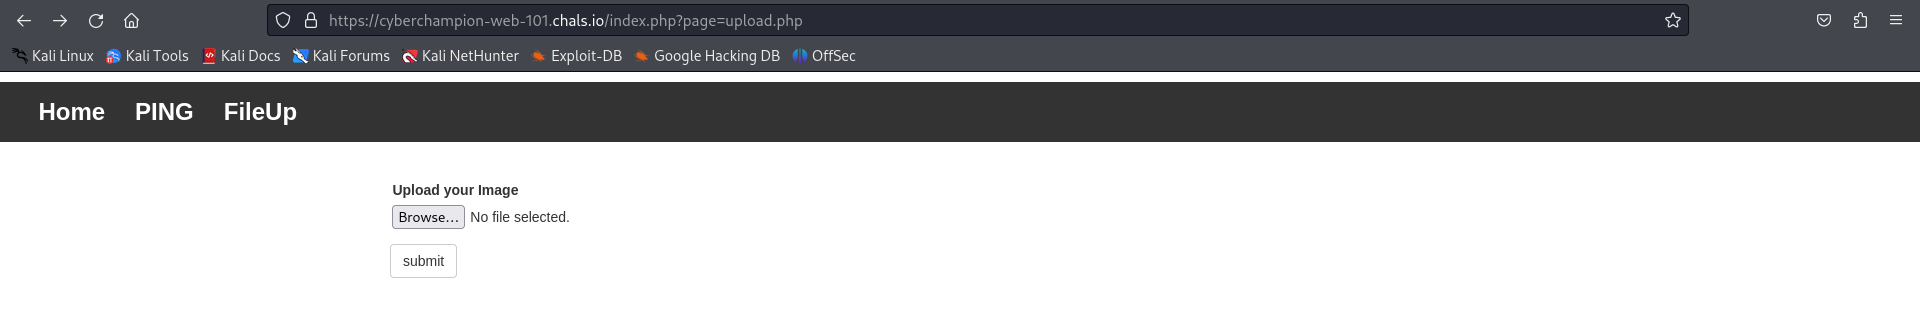 https://cyberchampion-web-101.chals.io/index.php?page=upload.php
Kali Linux Kali Tools Kali Docs Kali Forums Kali NetHunter Exploit-DB Google Hacking DB OffSec
Home PING FileUp
Upload your Image
Browse... No file selected.
submit